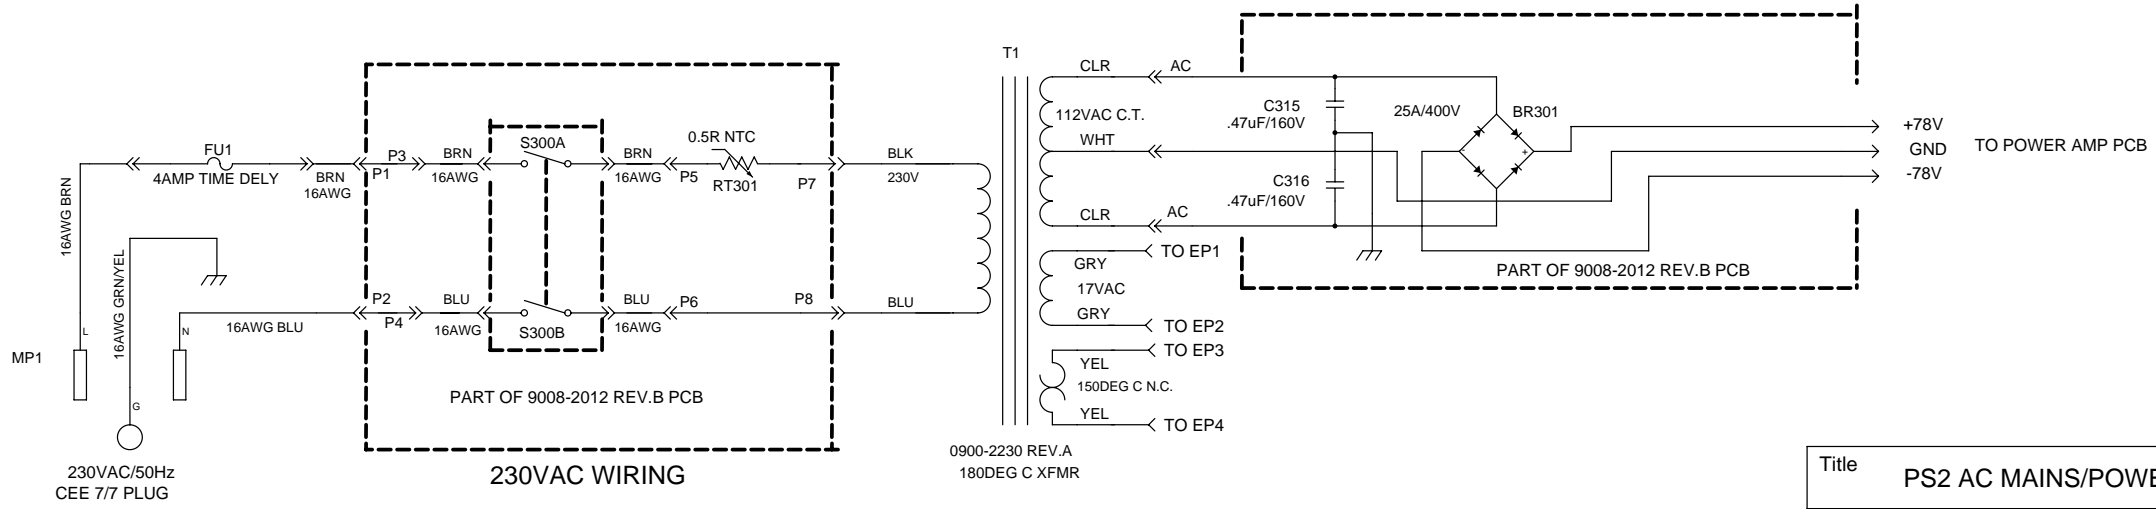 T1
CLR
AC
112VAC C.T.
WHT
CLR
AC
C315
.47uF/160V
C316
.47uF/160V
25A/400V
BR301
-
+
+78V
GND
-78V
TO POWER AMP PCB
PART OF 9008-2012 REV.B PCB
FU1
4AMP TIME DELY
BRN
16AWG
P3
P1
BRN
16AWG
S300A
BRN
16AWG
P5
0.5R NTC
RT301
P7
BLK
230V
16AWG BRN
16AWG GRN/YEL
16AWG BLU
P2
P4
BLU
16AWG
S300B
BLU
16AWG
P6
P8
BLU
GRY
17VAC
GRY
TO EP1
TO EP2
TO EP3
YEL
150DEG C N.C.
YEL
TO EP4
MP1
L
N
G
230VAC/50Hz
CEE 7/7 PLUG
PART OF 9008-2012 REV.B PCB
230VAC WIRING
0900-2230 REV.A
180DEG C XFMR
Title
PS2 AC MAINS/POWE